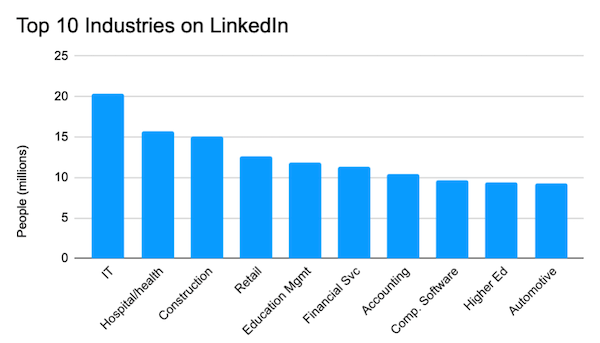 Top 10 Industries on LinkedIn
People (millions)
25
20
15
10
5
0
IT
Hospital/health
Construction
Retail
Education Mgmt
Financial Svc
Accounting
Comp. Software
Higher Ed
Automotive